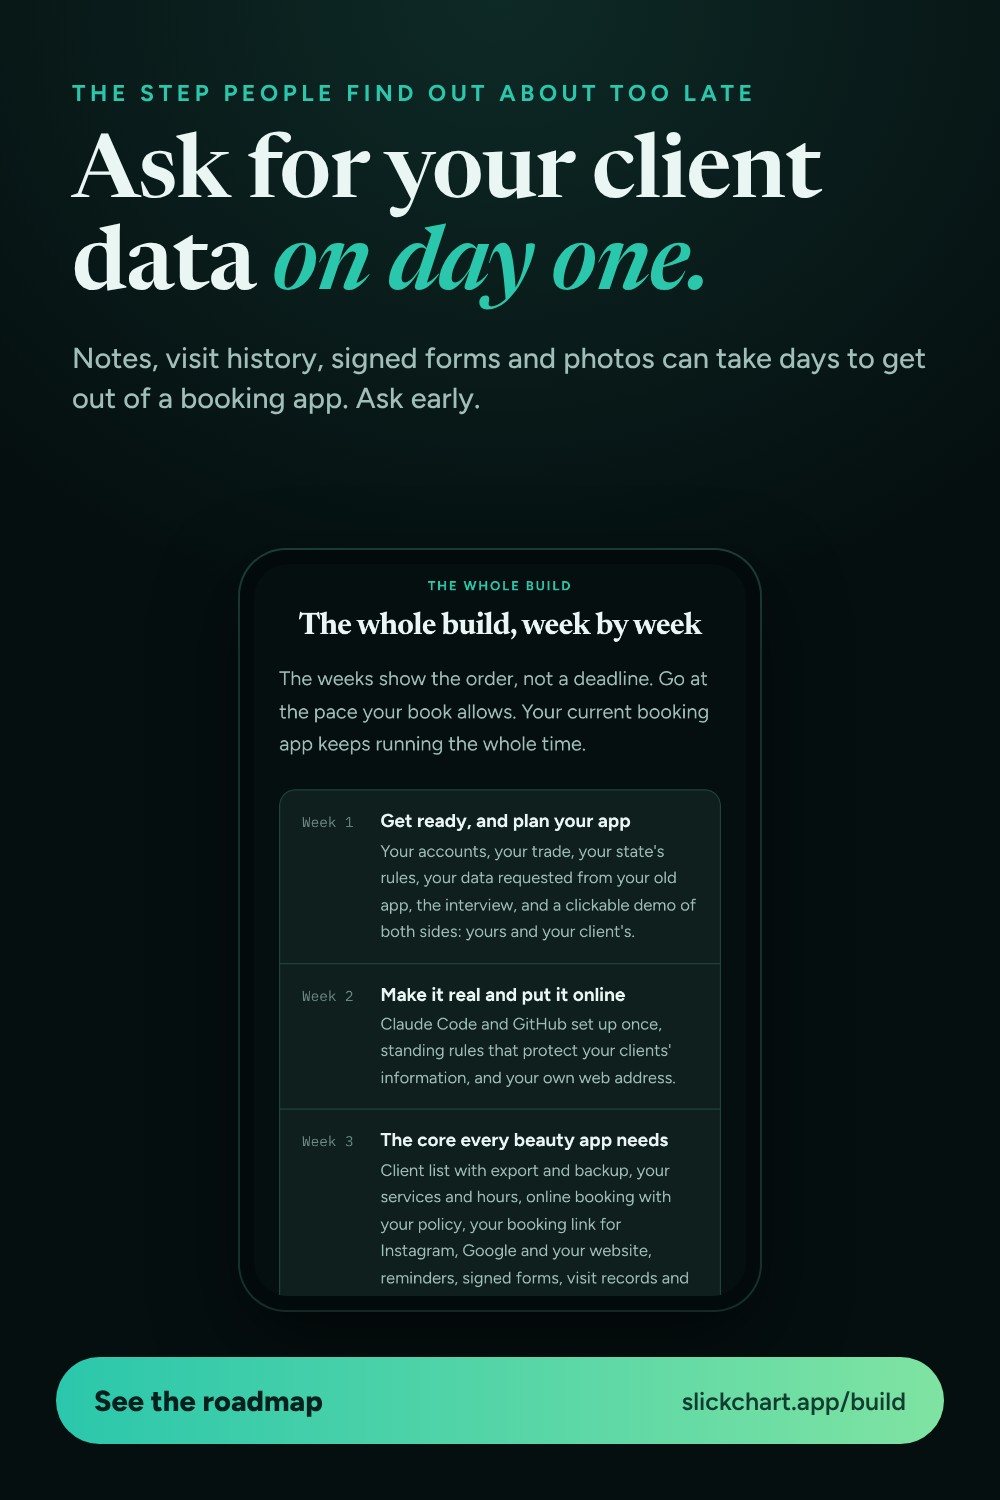 THE STEP PEOPLE FIND OUT ABOUT TOO LATE
Ask for your client
data on day one.
Notes, visit history, signed forms and photos can take days to get
out of a booking app. Ask early.
THE WHOLE BUILD
The whole build, week by week
The weeks show the order, not a deadline. Go at
the pace your book allows. Your current booking
app keeps running the whole time.
Week 1
Get ready, and plan your app
Your accounts, your trade, your state's
rules, your data requested from your old
app, the interview, and a clickable demo of
both sides: yours and your client's.
Week 2
Make it real and put it online
Claude Code and GitHub set up once,
standing rules that protect your clients'
information, and your own web address.
Week 3
The core every beauty app needs
Client list with export and backup, your
services and hours, online booking with
your policy, your booking link for
Instagram, Google and your website,
reminders, signed forms, visit records and
See the roadmap
slickchart.app/build